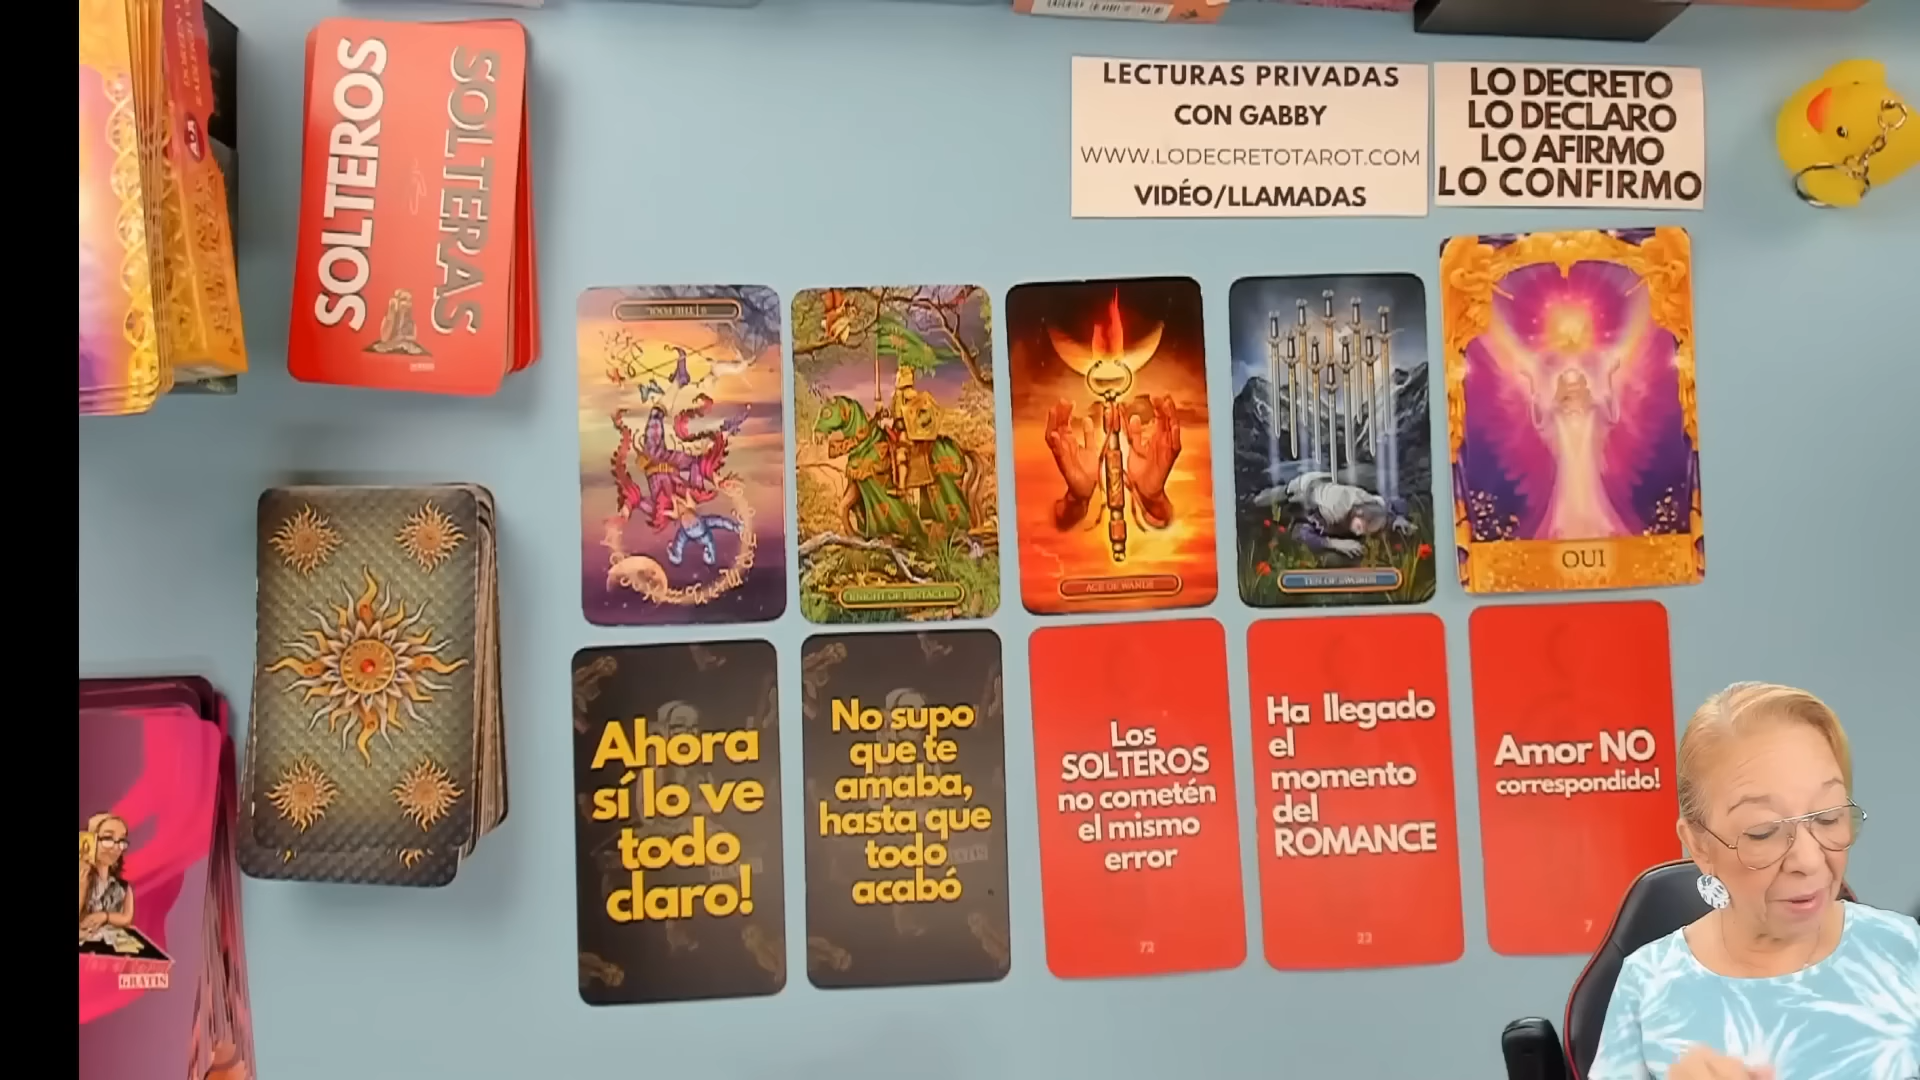 SOLTEROS
SOLTERAS
LECTURAS PRIVADAS
CON GABBY
WWW.LODECRETOTAROT.COM
VIDÉO/LLAMADAS
LO DECRETO
LO DECLARO
LO AFIRMO
LO CONFIRMO
0 | THE FOOL
KNIGHT OF PENTACLES
ACE OF WANDS
TEN OF SWORDS
OUI
Ahora
sí lo ve
todo
claro!
No supo
que te
amaba,
hasta que
todo
acabó
Los
SOLTEROS
no cometén
el mismo
error
72
Ha llegado
el
momento
del
ROMANCE
22
Amor NO
correspondido!
7
GRATIS